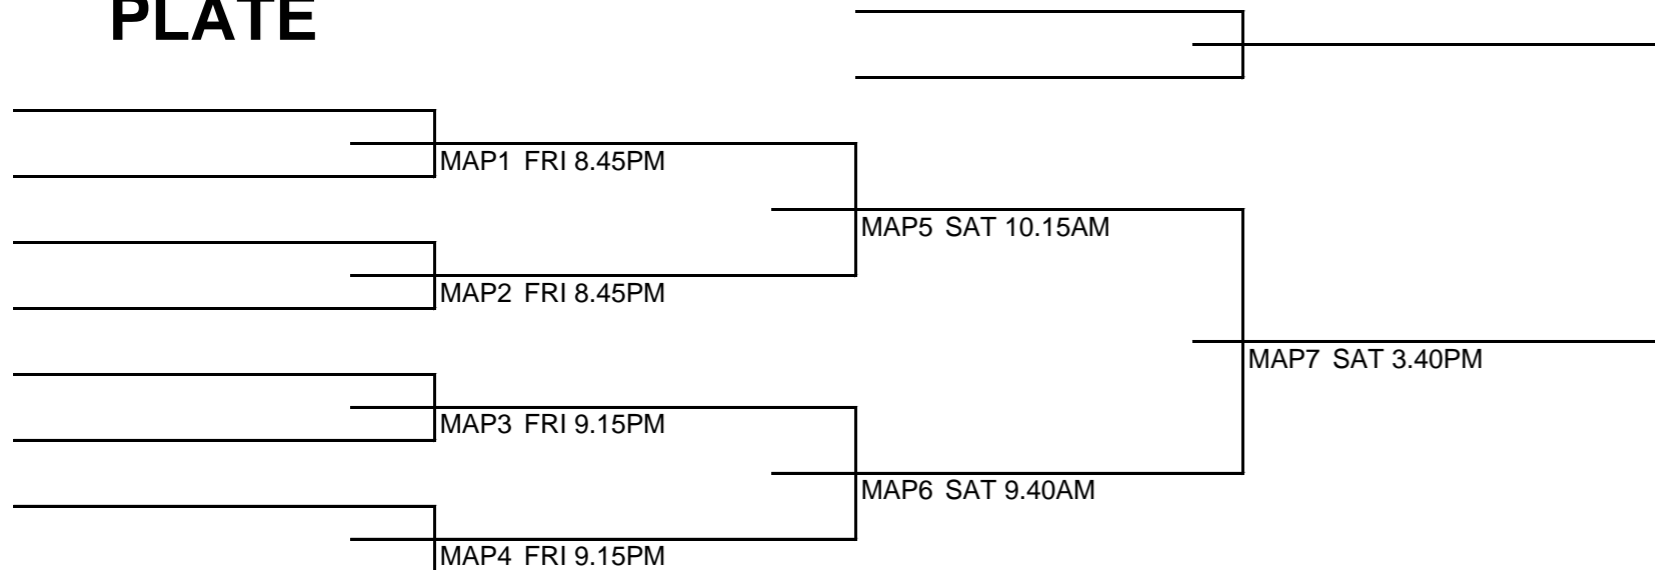 PLATE
MAP1 FRI 8.45PM
MAP5 SAT 10.15AM
MAP2 FRI 8.45PM
MAP7 SAT 3.40PM
MAP3 FRI 9.15PM
MAP6 SAT 9.40AM
MAP4 FRI 9.15PM